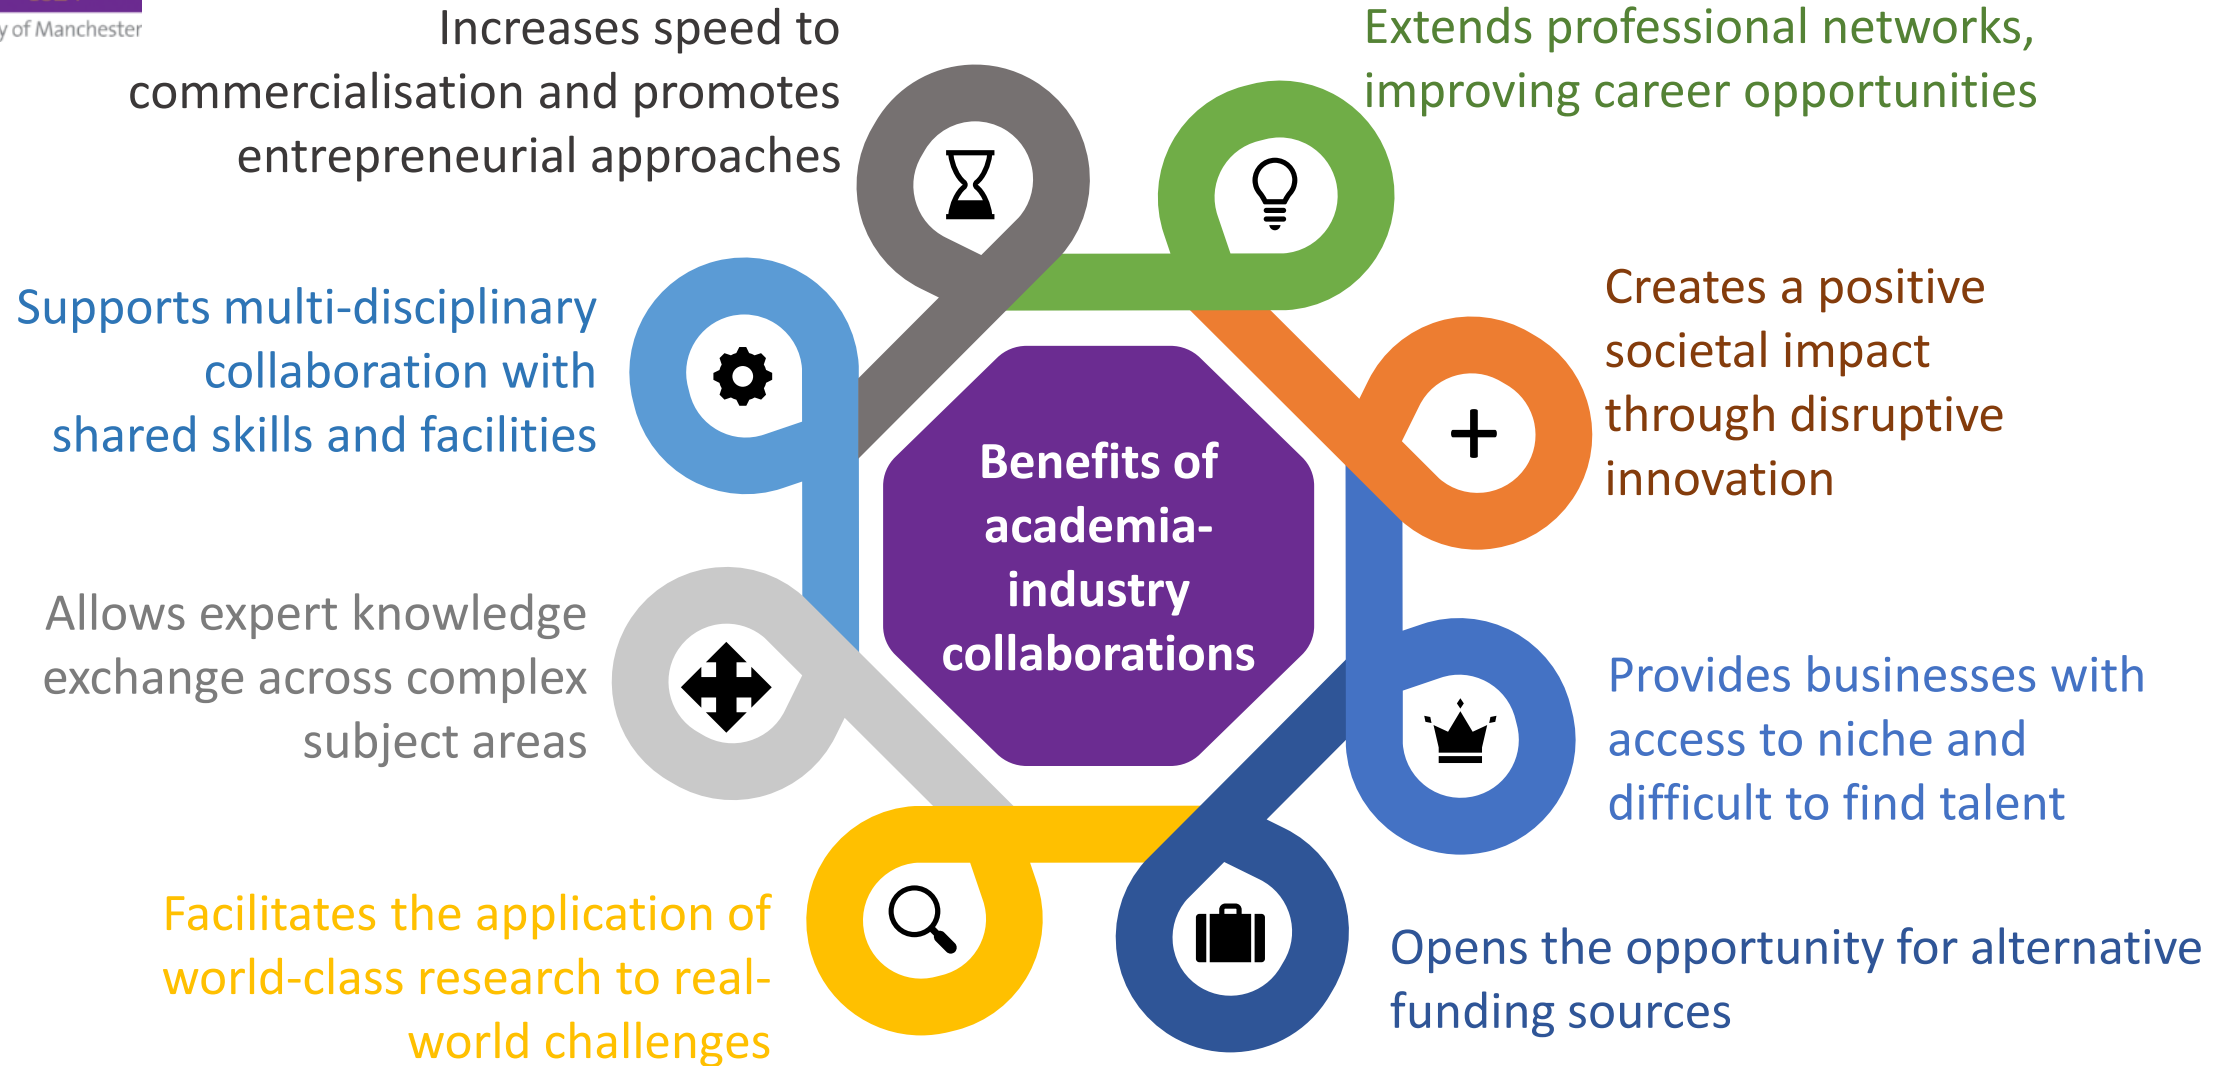 y of Manchester
Increases speed to
commercialisation and promotes
entrepreneurial approaches
Extends professional networks,
improving career opportunities
Supports multi-disciplinary
collaboration with
shared skills and facilities
Creates a positive
societal impact
through disruptive
innovation
Benefits of
academia-
industry
collaborations
Allows expert knowledge
exchange across complex
subject areas
Provides businesses with
access to niche and
difficult to find talent
Facilitates the application of
world-class research to real-
world challenges
Opens the opportunity for alternative
funding sources